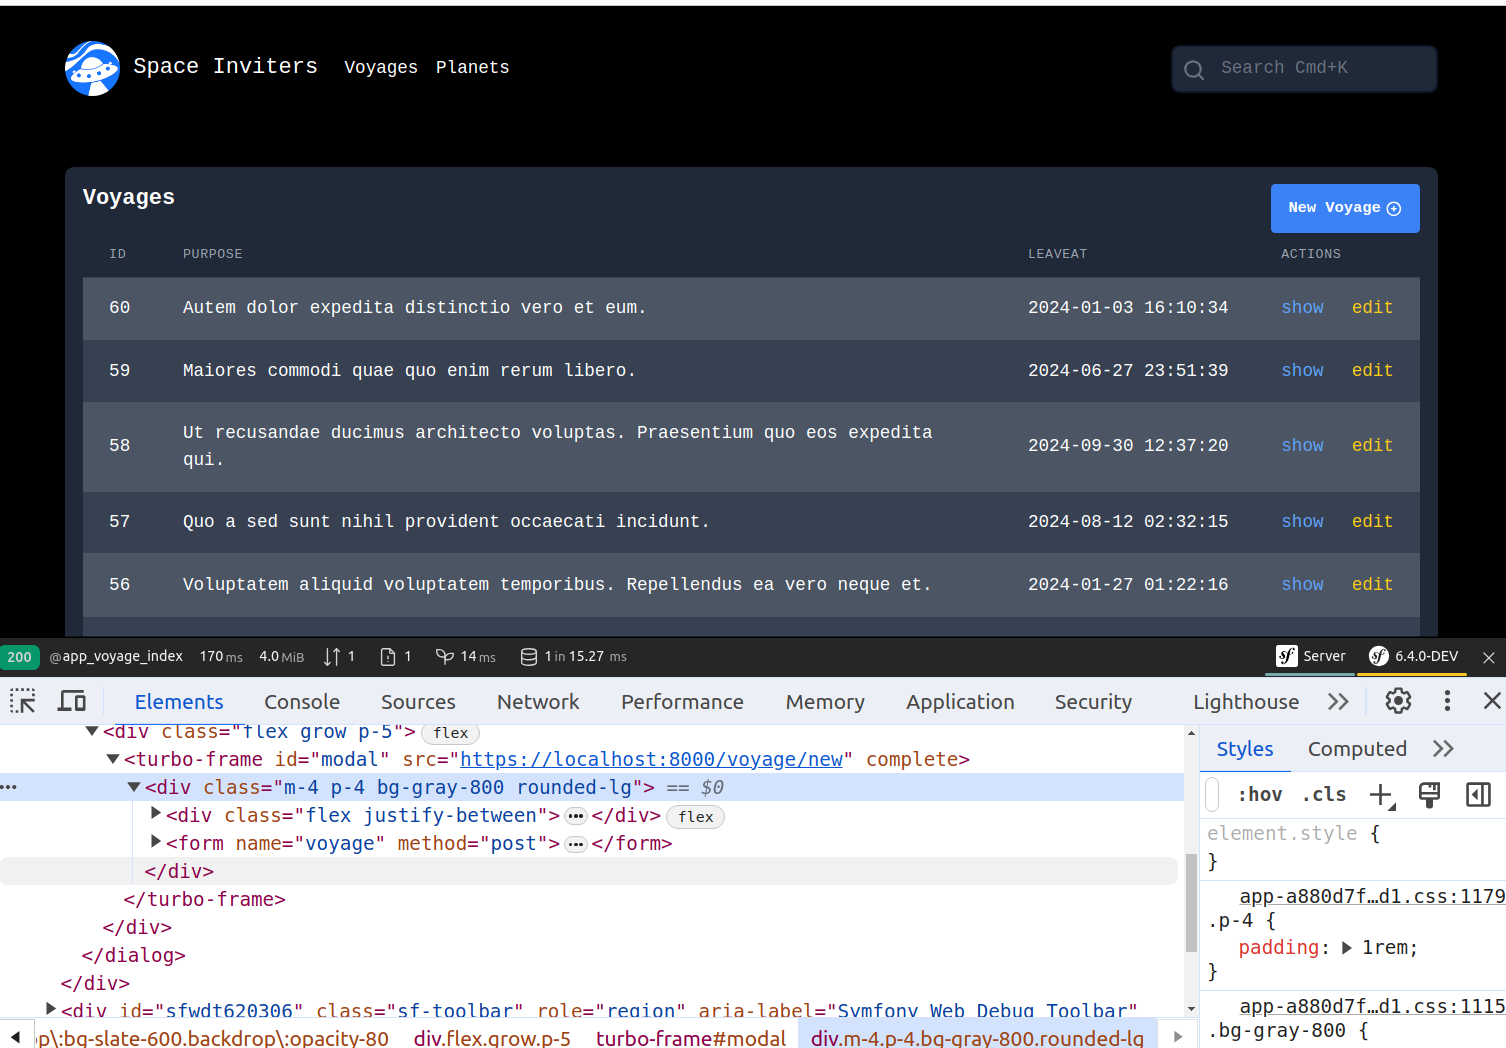 Space Inviters Voyages Planets Search Cmd+K
Voyages
New Voyage
ID PURPOSE LEAVEAT ACTIONS
60 Autem dolor expedita distinctio vero et eum. 2024-01-03 16:10:34 show edit
59 Maiores commodi quae quo enim rerum libero. 2024-06-27 23:51:39 show edit
58 Ut recusandae ducimus architecto voluptas. Praesentium quo eos expedita 2024-09-30 12:37:20 show edit
qui.
57 Quo a sed sunt nihil provident occaecati incidunt. 2024-08-12 02:32:15 show edit
56 Voluptatem aliquid voluptatem temporibus. Repellendus ea vero neque et. 2024-01-27 01:22:16 show edit
200 @app_voyage_index 170 ms 4.0 MiB 1 1 14 ms 1 in 15.27 ms sf Server sf 6.4.0-DEV
Elements Console Sources Network Performance Memory Application Security Lighthouse
<div class="flex grow p-5"> flex
<turbo-frame id="modal" src="https://localhost:8000/voyage/new" complete>
<div class="m-4 p-4 bg-gray-800 rounded-lg"> == $0
<div class="flex justify-between"> ••• </div> flex
<form name="voyage" method="post"> ••• </form>
</div>
</turbo-frame>
</div>
</dialog>
</div>
<div id="sfwdt620306" class="sf-toolbar" role="region" aria-label="Symfony Web Debug Toolbar"
op\:bg-slate-600.backdrop\:opacity-80 div.flex.grow.p-5 turbo-frame#modal div.m-4.p-4.bg-gray-800.rounded-lg
Styles Computed
:hov .cls
element.style {
}
app-a880d7f…d1.css:1179
.p-4 {
padding: 1rem;
}
app-a880d7f…d1.css:1115
.bg-gray-800 {